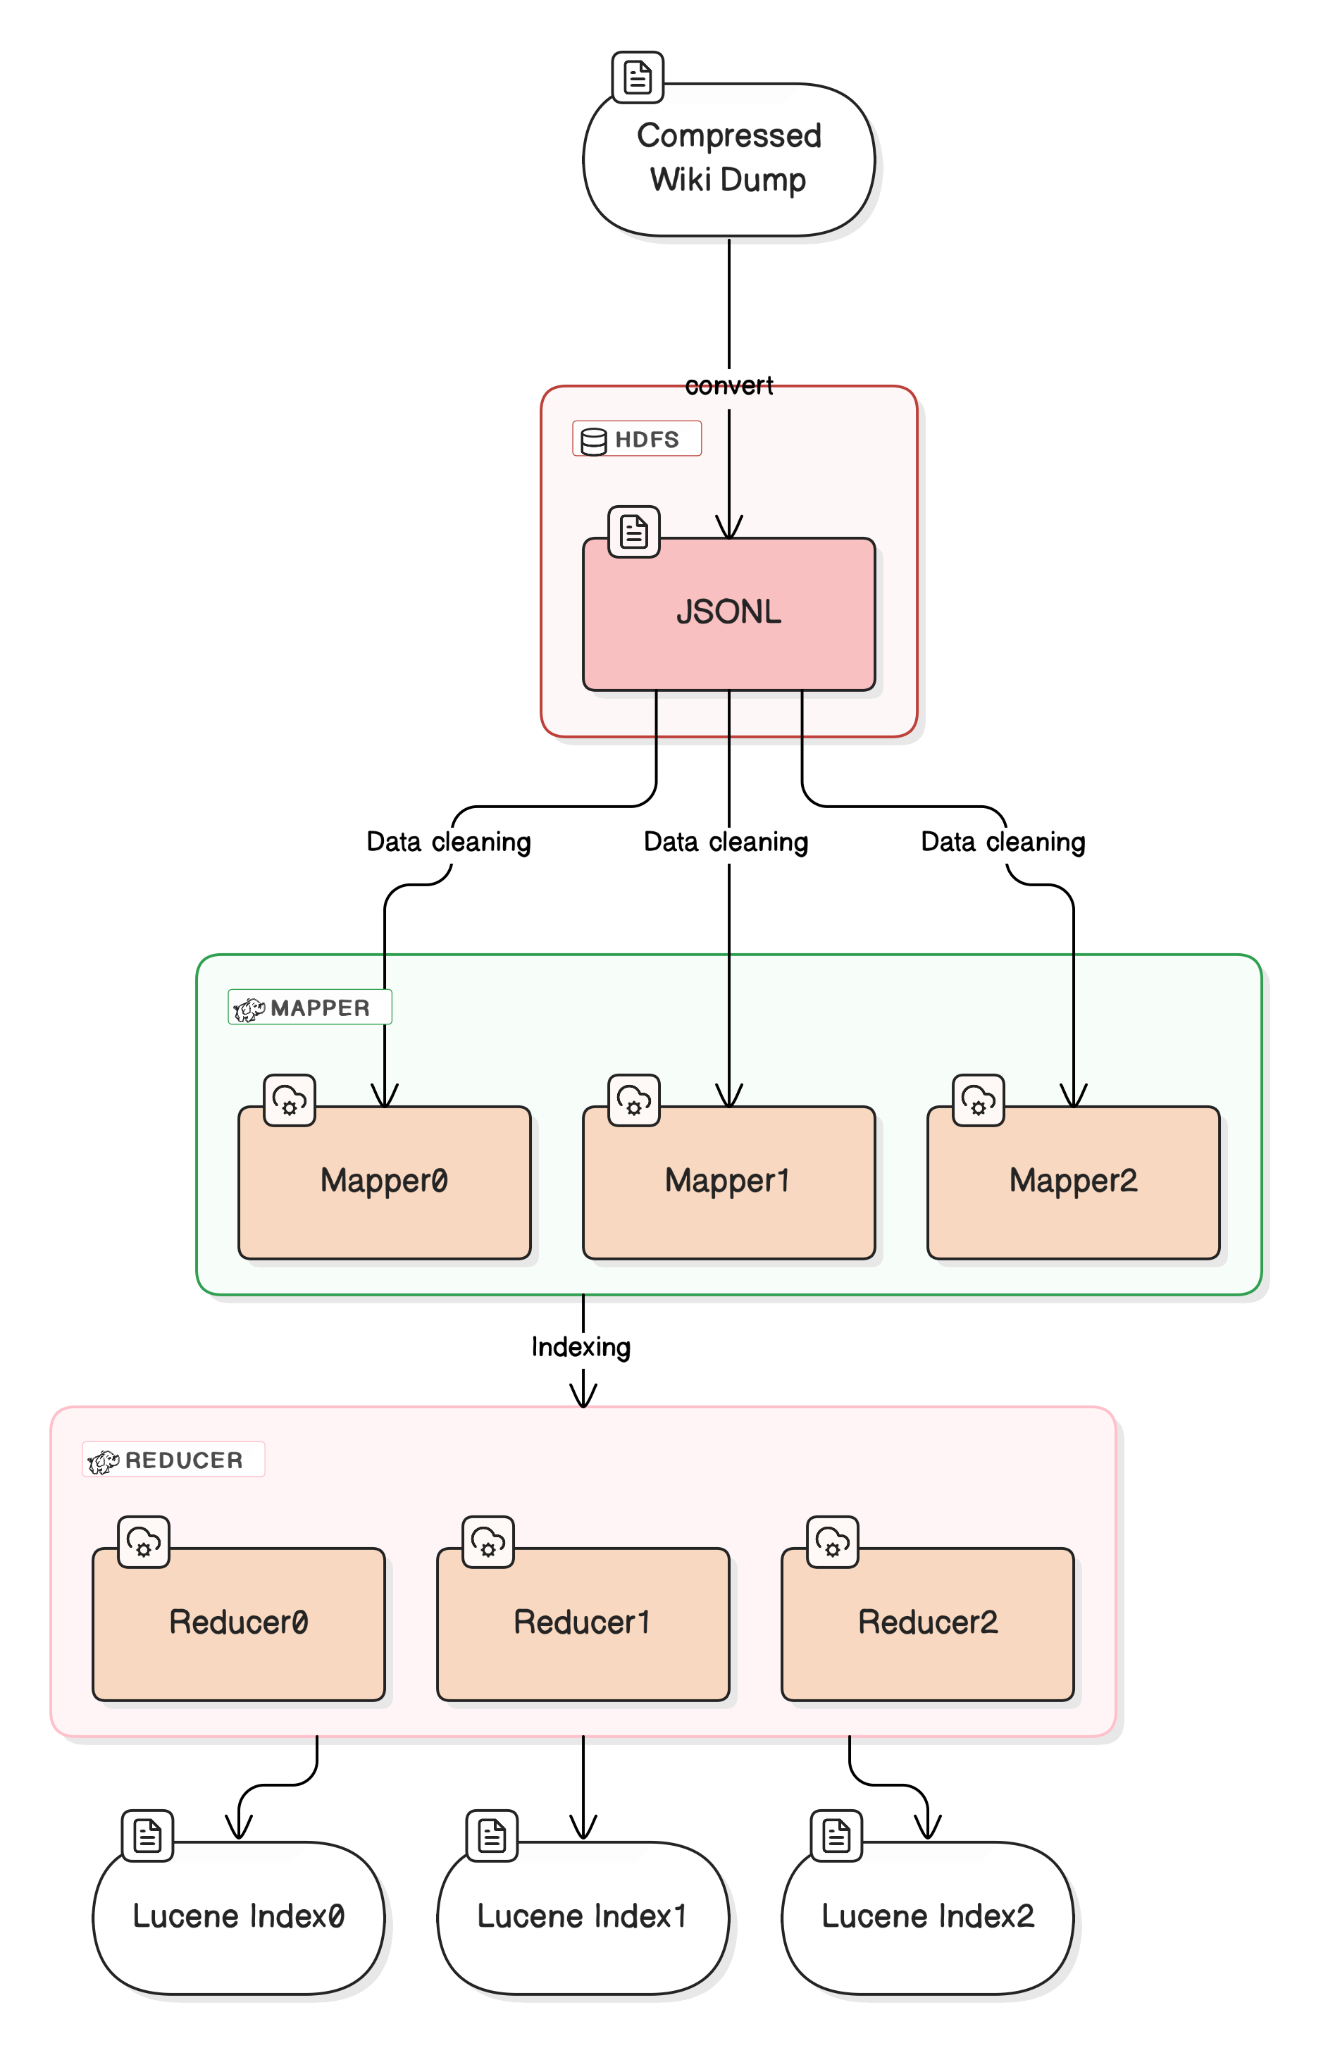 Compressed
Wiki Dump
convert
HDFS
JSONL
Data cleaning
Data cleaning
Data cleaning
MAPPER
Mapper0
Mapper1
Mapper2
Indexing
REDUCER
Reducer0
Reducer1
Reducer2
Lucene Index0
Lucene Index1
Lucene Index2